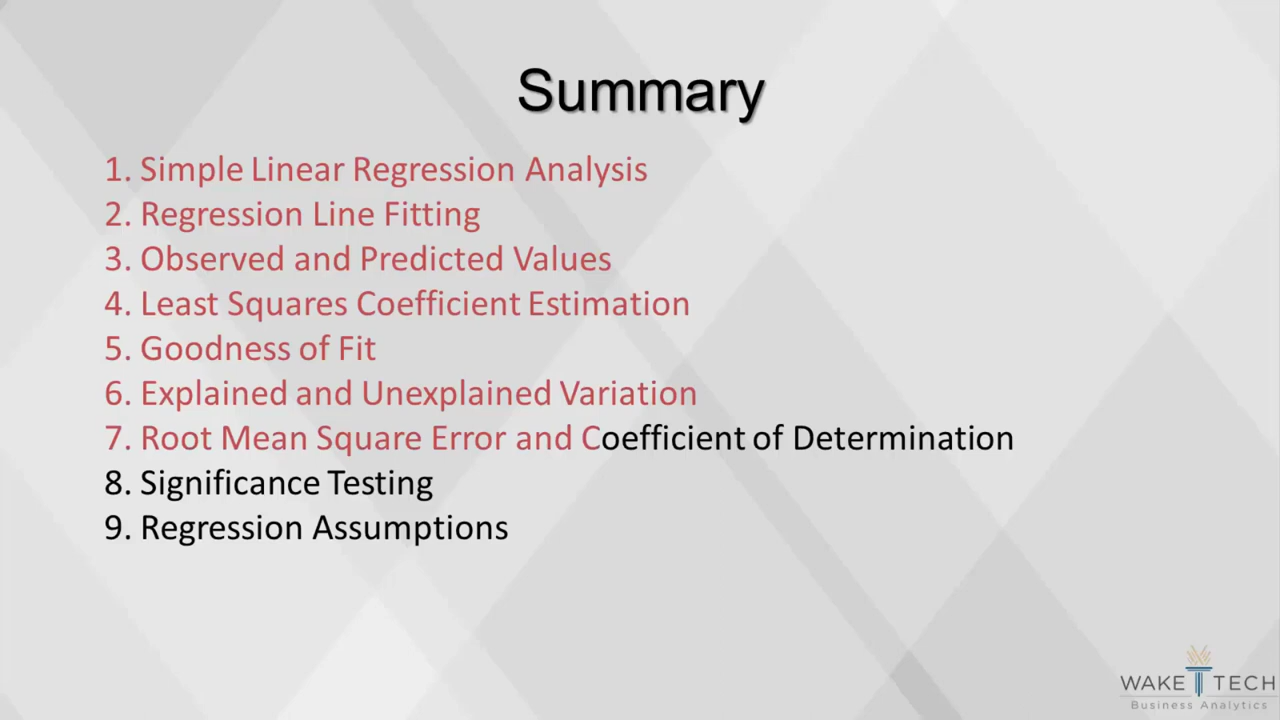 Summary
1. Simple Linear Regression Analysis
2. Regression Line Fitting
3. Observed and Predicted Values
4. Least Squares Coefficient Estimation
5. Goodness of Fit
6. Explained and Unexplained Variation
7. Root Mean Square Error and Coefficient of Determination
8. Significance Testing
9. Regression Assumptions
WAKE TECH
Business Analytics